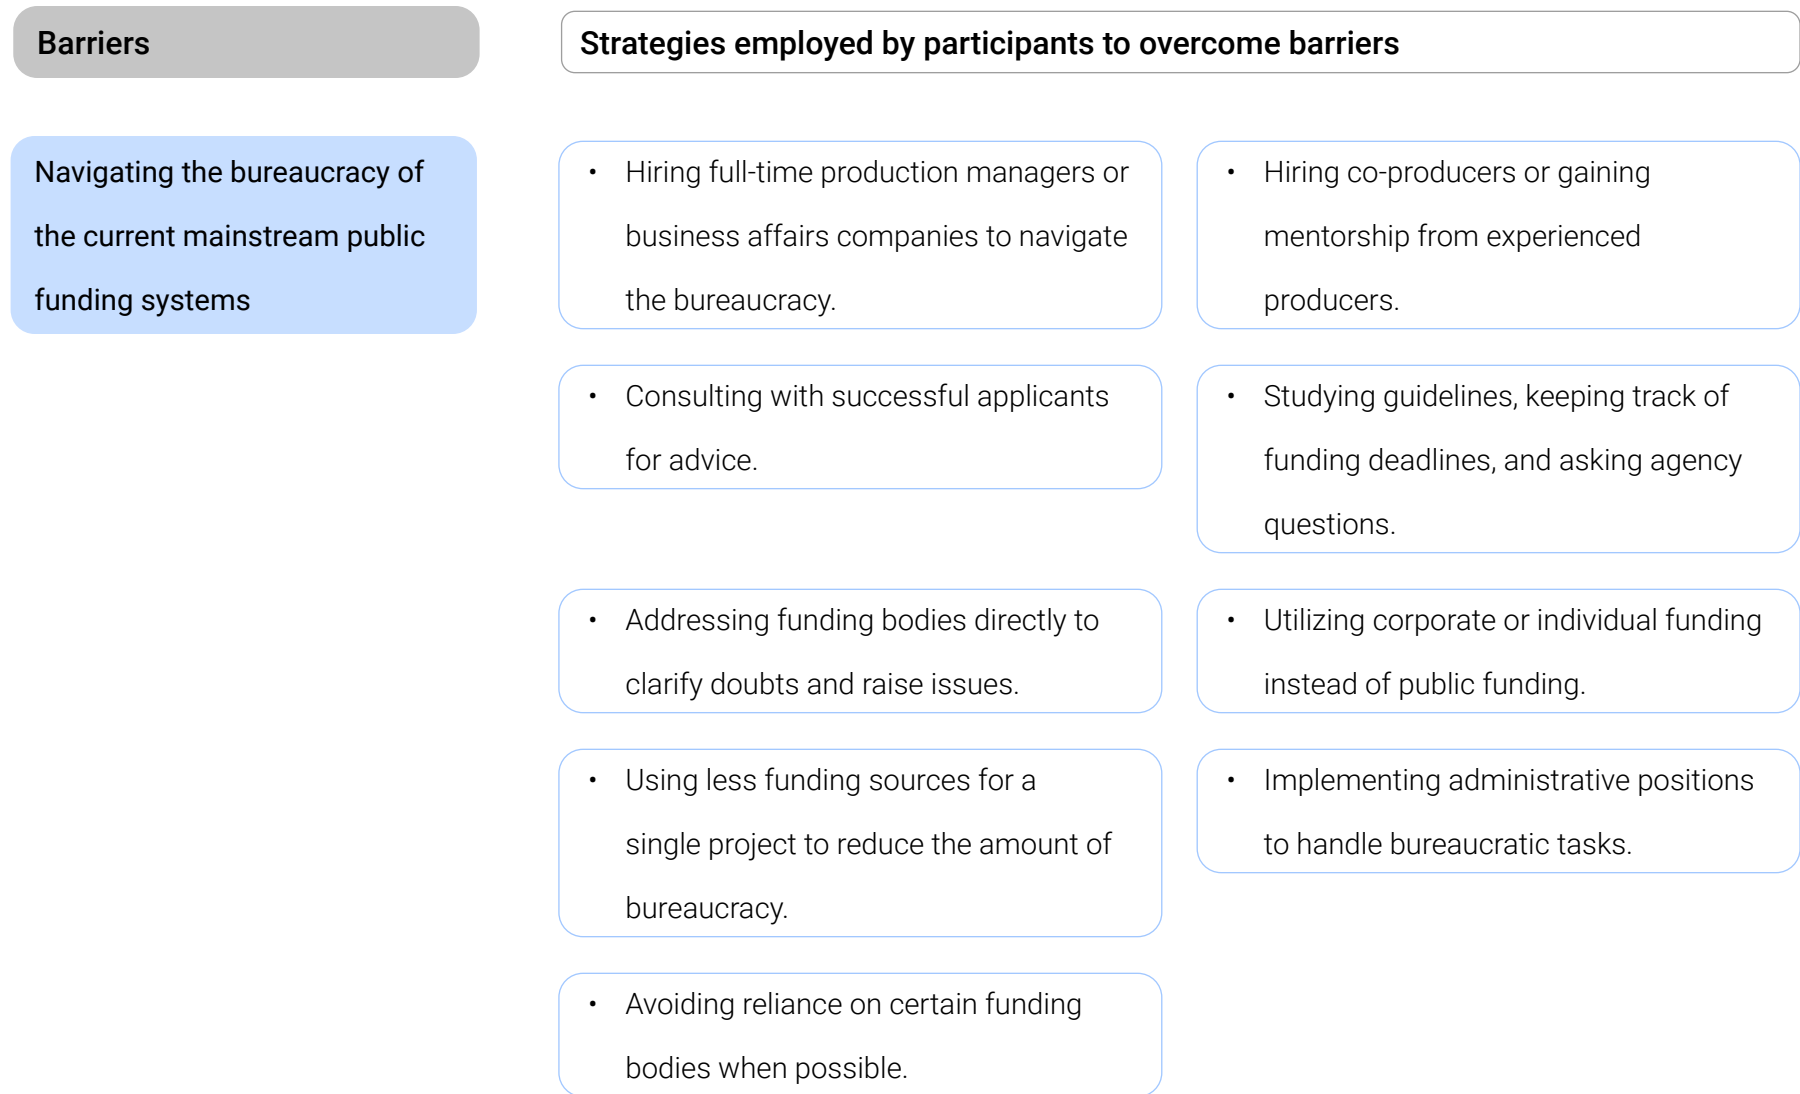 Barriers
Strategies employed by participants to overcome barriers
Navigating the bureaucracy of
the current mainstream public
funding systems
• Hiring full-time production managers or
business affairs companies to navigate
the bureaucracy.
• Hiring co-producers or gaining
mentorship from experienced
producers.
• Consulting with successful applicants
for advice.
• Studying guidelines, keeping track of
funding deadlines, and asking agency
questions.
• Addressing funding bodies directly to
clarify doubts and raise issues.
• Utilizing corporate or individual funding
instead of public funding.
• Using less funding sources for a
single project to reduce the amount of
bureaucracy.
• Implementing administrative positions
to handle bureaucratic tasks.
• Avoiding reliance on certain funding
bodies when possible.